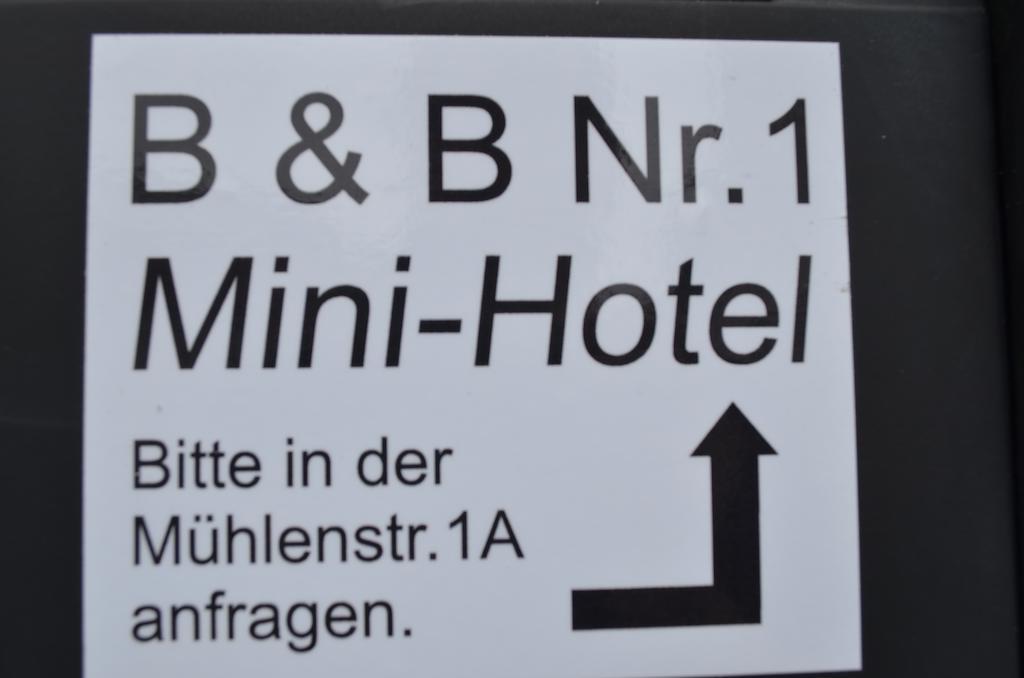 B & B Nr.1
Mini-Hotel
Bitte in der
Mühlenstr.1A
anfragen.